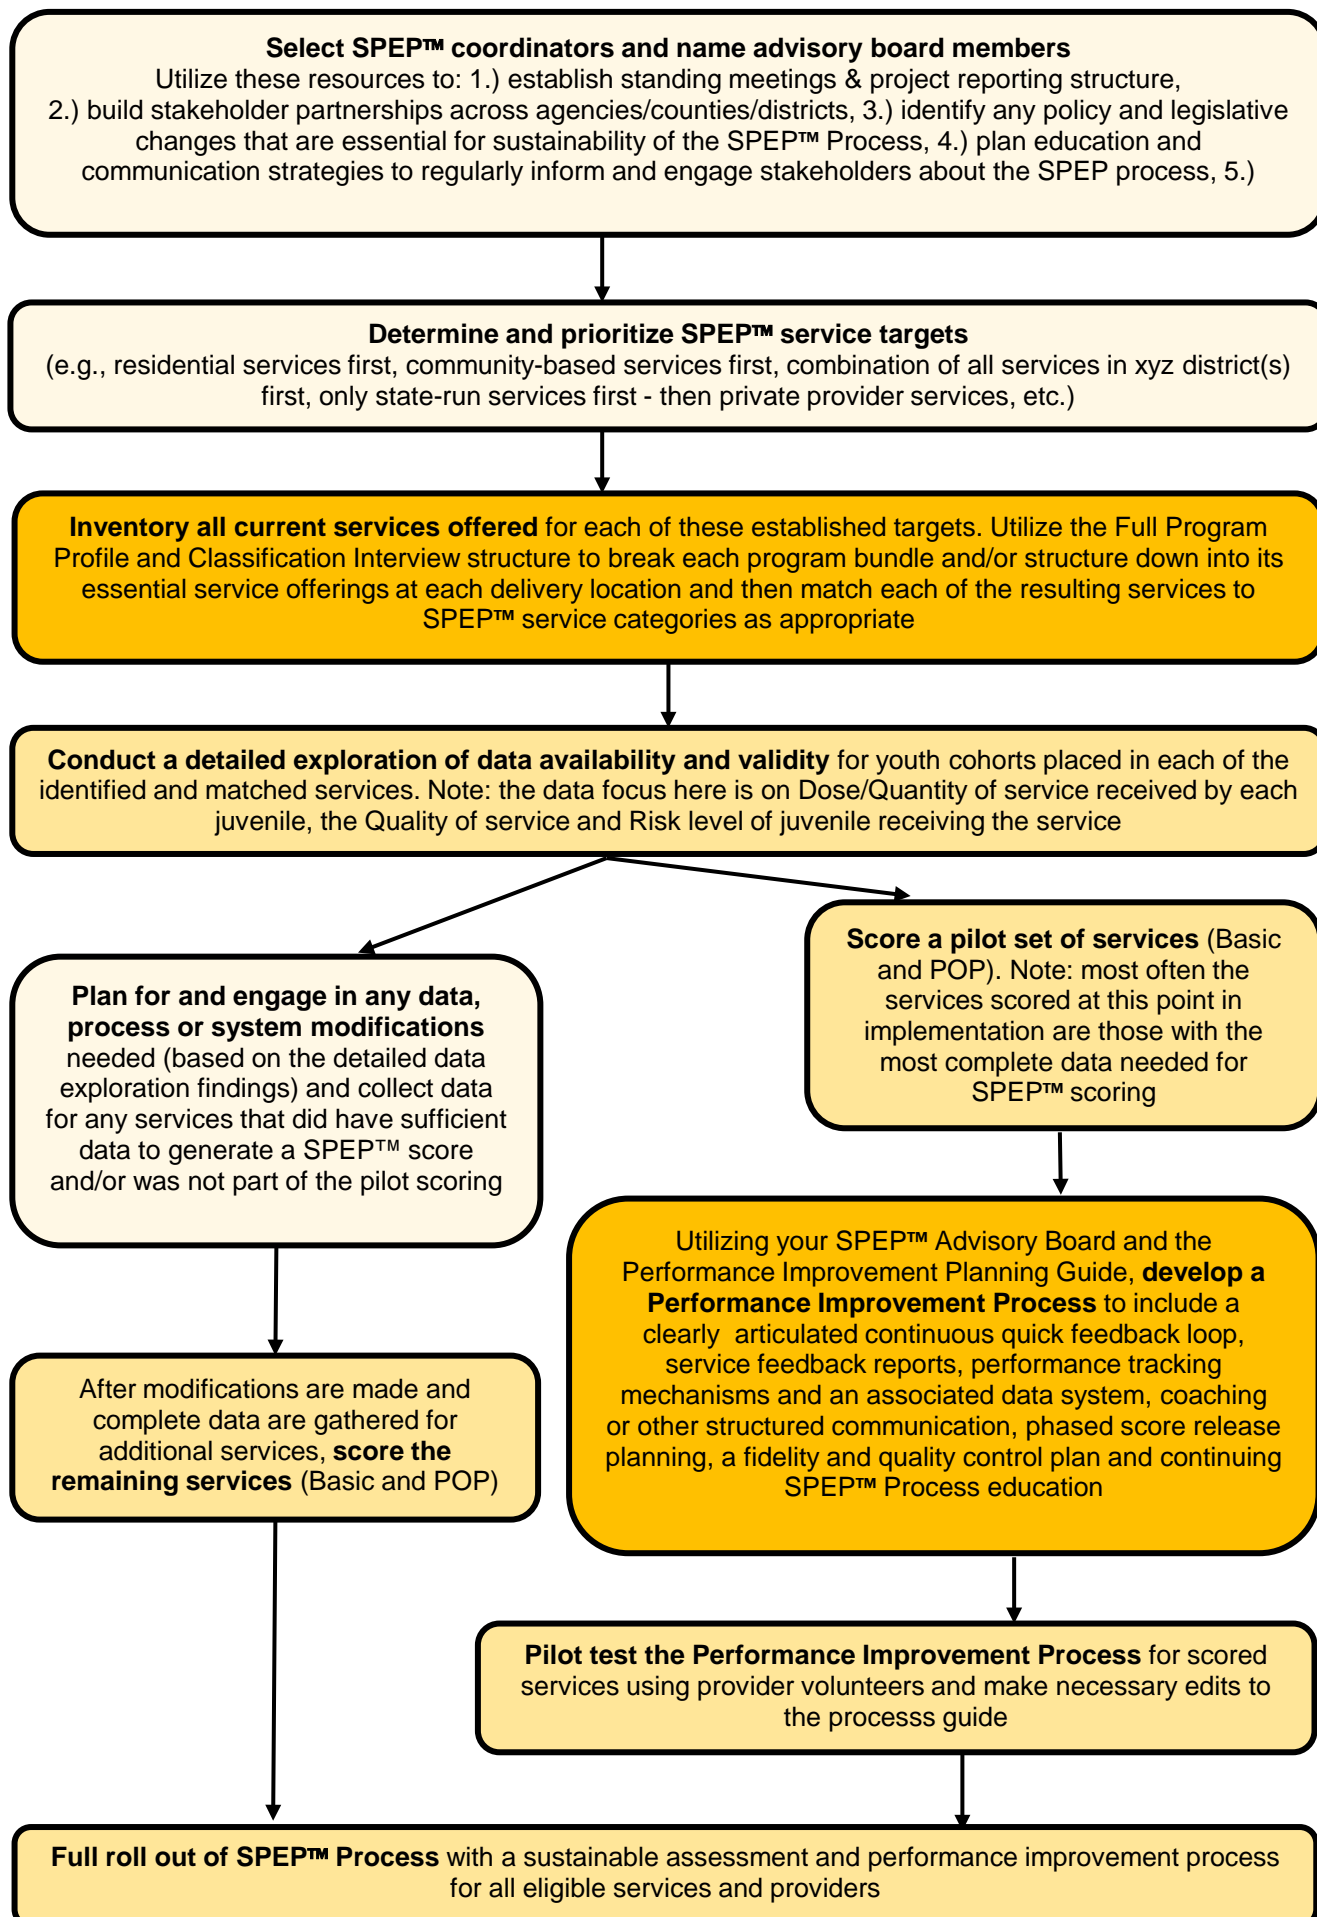 Select SPEP™ coordinators and name advisory board members
Utilize these resources to: 1.) establish standing meetings & project reporting structure,
2.) build stakeholder partnerships across agencies/counties/districts, 3.) identify any policy and legislative
changes that are essential for sustainability of the SPEP™ Process, 4.) plan education and
communication strategies to regularly inform and engage stakeholders about the SPEP process, 5.)
Determine and prioritize SPEP™ service targets
(e.g., residential services first, community-based services first, combination of all services in xyz district(s)
first, only state-run services first - then private provider services, etc.)
Inventory all current services offered for each of these established targets. Utilize the Full Program
Profile and Classification Interview structure to break each program bundle and/or structure down into its
essential service offerings at each delivery location and then match each of the resulting services to
SPEP™ service categories as appropriate
Conduct a detailed exploration of data availability and validity for youth cohorts placed in each of the
identified and matched services. Note: the data focus here is on Dose/Quantity of service received by each
juvenile, the Quality of service and Risk level of juvenile receiving the service
Plan for and engage in any data,
process or system modifications
needed (based on the detailed data
exploration findings) and collect data
for any services that did have sufficient
data to generate a SPEP™ score
and/or was not part of the pilot scoring
After modifications are made and
complete data are gathered for
additional services, score the
remaining services (Basic and POP)
Score a pilot set of services (Basic
and POP). Note: most often the
services scored at this point in
implementation are those with the
most complete data needed for
SPEP™ scoring
Utilizing your SPEP™ Advisory Board and the
Performance Improvement Planning Guide, develop a
Performance Improvement Process to include a
clearly articulated continuous quick feedback loop,
service feedback reports, performance tracking
mechanisms and an associated data system, coaching
or other structured communication, phased score release
planning, a fidelity and quality control plan and continuing
SPEP™ Process education
Pilot test the Performance Improvement Process for scored
services using provider volunteers and make necessary edits to
the processs guide
Full roll out of SPEP™ Process with a sustainable assessment and performance improvement process
for all eligible services and providers